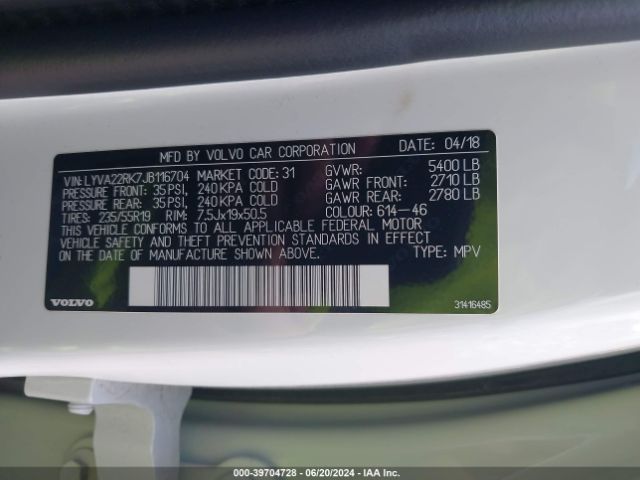 MFD BY VOLVO CAR CORPORATION DATE: 04/18
VIN:LYVA22RK7JB116704 MARKET CODE: 31 GVWR: 5400 LB
PRESSURE FRONT: 35PSI, 240 KPA COLD GAWR FRONT: 2710 LB
PRESSURE REAR: 35 PSI, 240 KPA COLD GAWR REAR: 2780 LB
TIRES: 235/55R19 RIM: 7.5Jx19x50.5 COLOUR: 614-46
THIS VEHICLE CONFORMS TO ALL APPLICABLE FEDERAL MOTOR
VEHICLE SAFETY AND THEFT PREVENTION STANDARDS IN EFFECT
ON THE DATE OF MANUFACTURE SHOWN ABOVE. TYPE: MPV
VOLVO 31416485
000-39704728 - 06/20/2024 - IAA Inc.